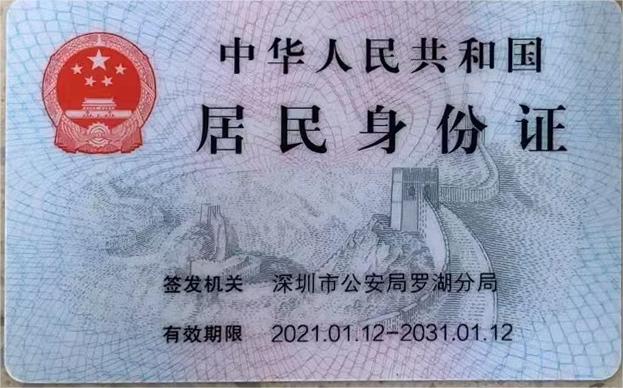 中华人民共和国
居民身份证
签发机关 深圳市公安局罗湖分局
有效期限 2021.01.12-2031.01.12